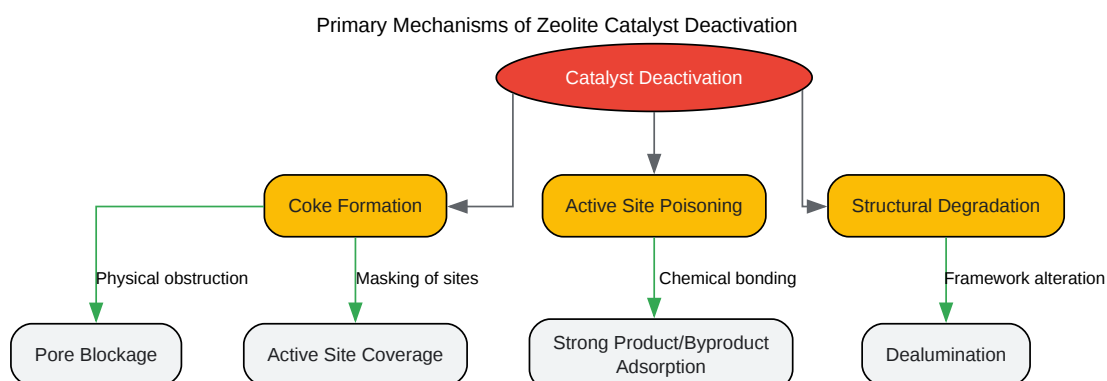 Primary Mechanisms of Zeolite Catalyst Deactivation
Catalyst Deactivation
Coke Formation
Active Site Poisoning
Structural Degradation
Physical obstruction
Masking of sites
Chemical bonding
Framework alteration
Pore Blockage
Active Site Coverage
Strong Product/Byproduct
Adsorption
Dealumination